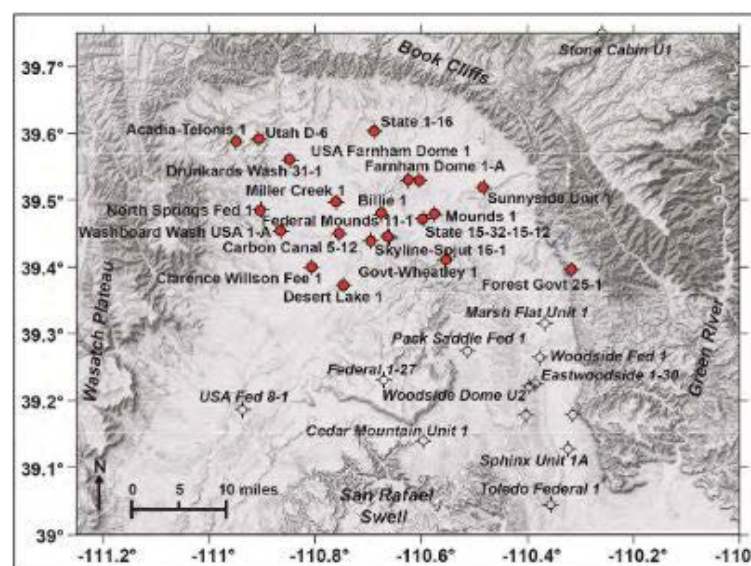 Stone Cabin U1
Book Cliffs
39.7°
Acadia-Telonis 1
Utah D-6
State 1-16
39.6°
USA Farnham Dome 1
Drunkards Wash 31-1
Farnham Dome 1-A
Miller Creek 1
Billie 1
Sunnyside Unit 1
39.5°
North Springs Fed 1
Federal Mounds 11-1
Mounds 1
Washboard Wash USA 1-A
State 15-32-15-12
Carbon Canal 5-12
Skyline-Sput 16-1
39.4°
Clarence Willson Fee 1
Govt-Wheatley 1
Forest Govt 25-1
Desert Lake 1
Wasatch Plateau
Marsh Flat Unit 1
39.3°
Pack Saddle Fed 1
Woodside Fed 1
Green River
Federal 1-27
Eastwoodside 1-30
USA Fed 8-1
Woodside Dome U2
39.2°
Cedar Mountain Unit 1
Sphinx Unit 1A
39.1°
N
0 5 10 miles
San Rafael
Swell
Toledo Federal 1
39°
-111.2° -111° -110.8° -110.6° -110.4° -110.2° -110